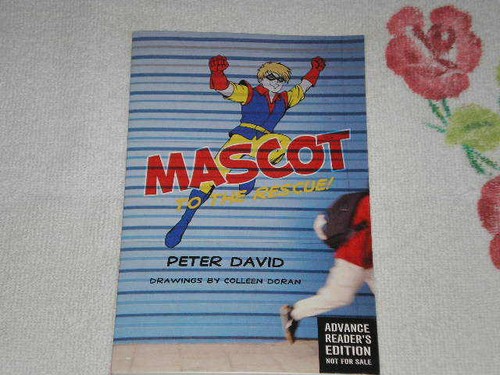 MASCOT
TO THE RESCUE!
PETER DAVID
DRAWINGS BY COLLEEN DORAN
ADVANCE
READER'S
EDITION
NOT FOR SALE